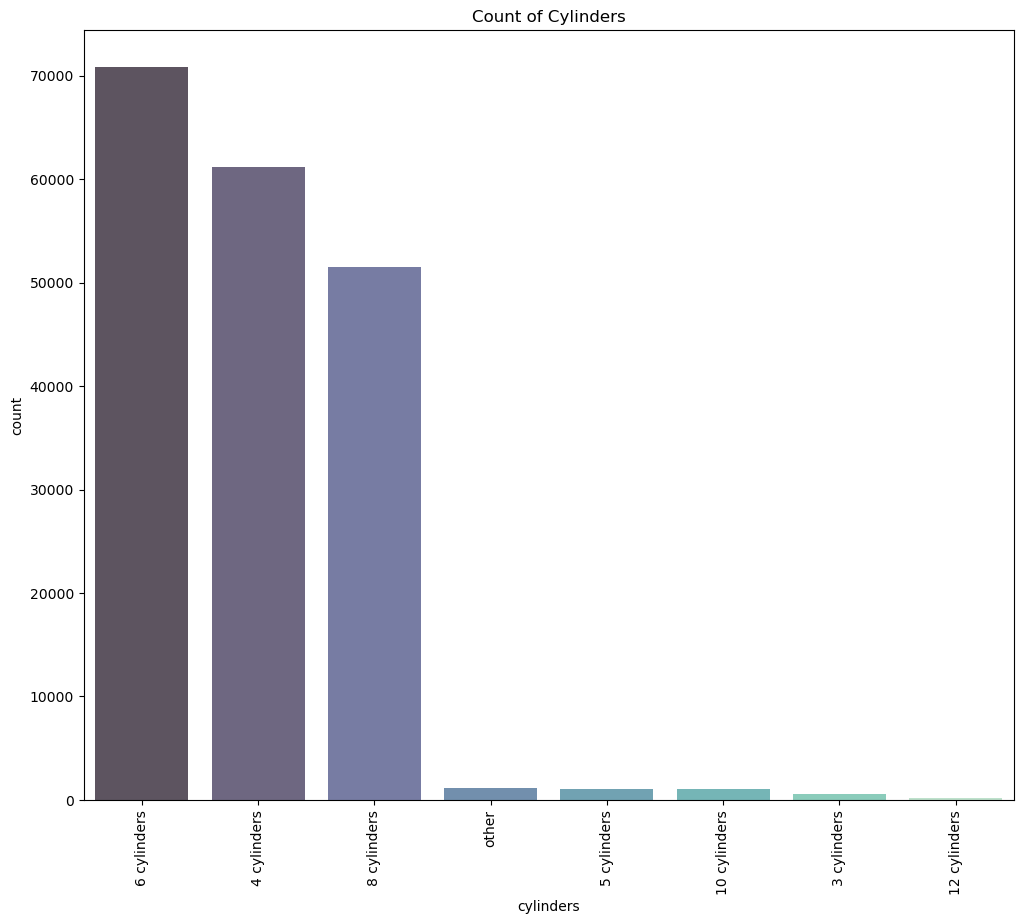 Count of Cylinders
70000
60000
50000
40000
30000
20000
10000
0
count
6 cylinders
4 cylinders
8 cylinders
other
5 cylinders
10 cylinders
3 cylinders
12 cylinders
cylinders